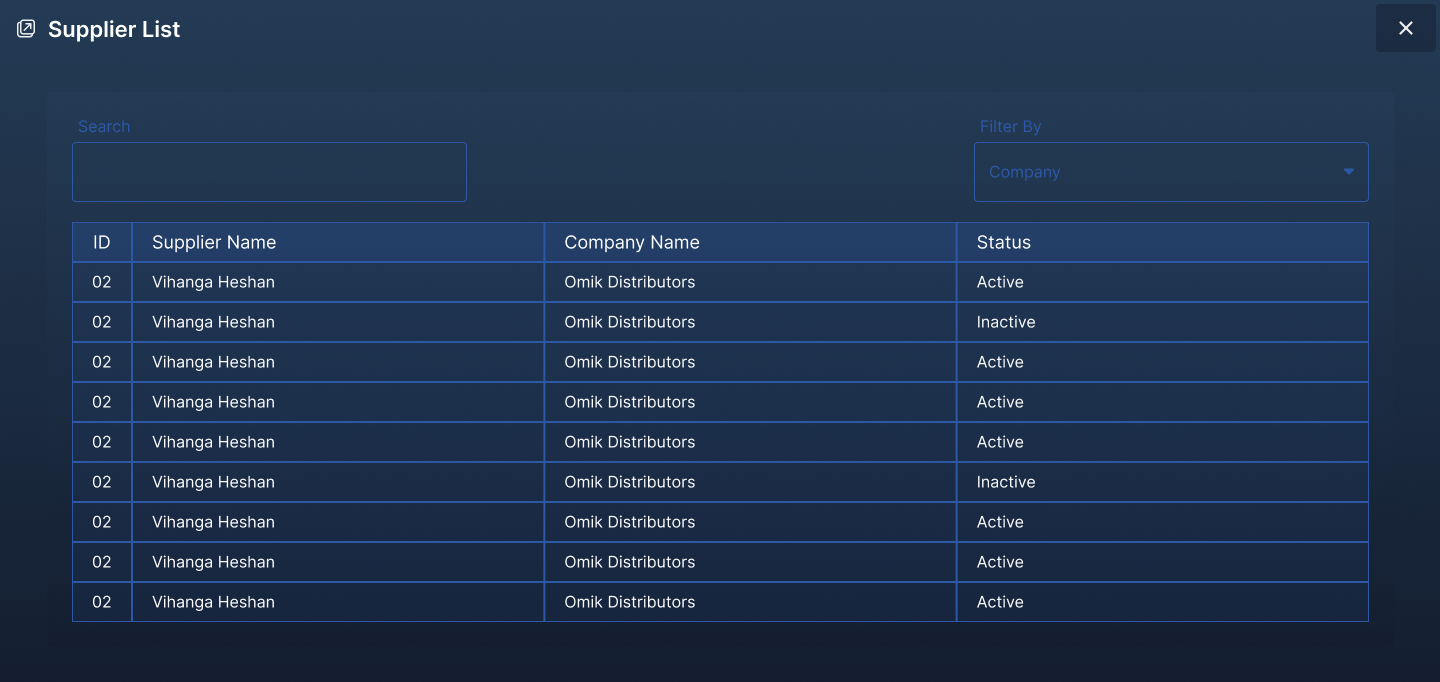 Supplier List
Search
Filter By
Company
ID Supplier Name Company Name Status
02 Vihanga Heshan Omik Distributors Active
02 Vihanga Heshan Omik Distributors Inactive
02 Vihanga Heshan Omik Distributors Active
02 Vihanga Heshan Omik Distributors Active
02 Vihanga Heshan Omik Distributors Active
02 Vihanga Heshan Omik Distributors Inactive
02 Vihanga Heshan Omik Distributors Active
02 Vihanga Heshan Omik Distributors Active
02 Vihanga Heshan Omik Distributors Active